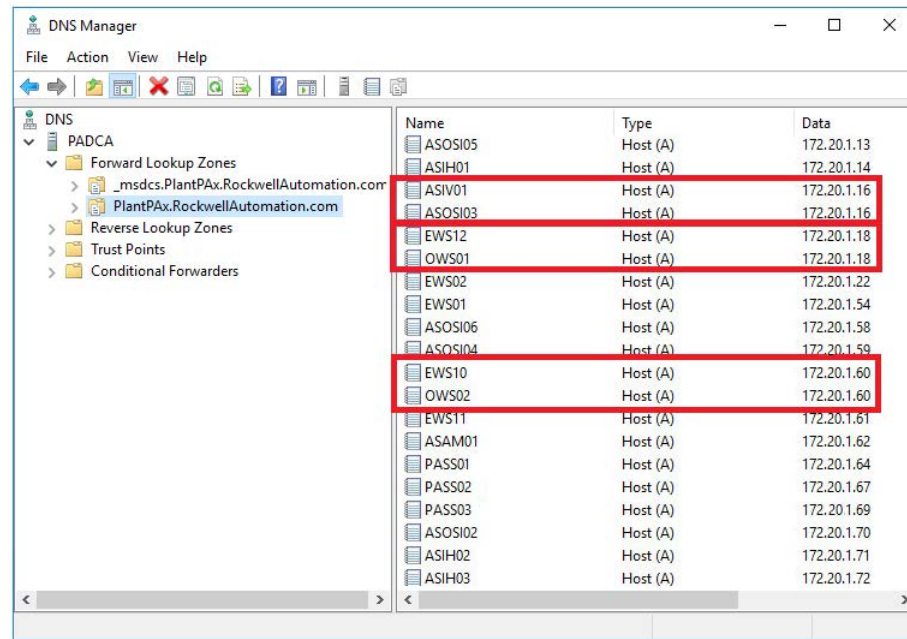 DNS Manager
File Action View Help
DNS
PADCA
Forward Lookup Zones
_msdcs.PlantPAx.RockwellAutomation.com
PlantPAx.RockwellAutomation.com
Reverse Lookup Zones
Trust Points
Conditional Forwarders
Name Type Data
ASOSI05 Host (A) 172.20.1.13
ASIH01 Host (A) 172.20.1.14
ASIV01 Host (A) 172.20.1.16
ASOSI03 Host (A) 172.20.1.16
EWS12 Host (A) 172.20.1.18
OWS01 Host (A) 172.20.1.18
EWS02 Host (A) 172.20.1.22
EWS01 Host (A) 172.20.1.54
ASOSI06 Host (A) 172.20.1.58
ASOSI04 Host (A) 172.20.1.59
EWS10 Host (A) 172.20.1.60
OWS02 Host (A) 172.20.1.60
EWS11 Host (A) 172.20.1.61
ASAM01 Host (A) 172.20.1.62
PASS01 Host (A) 172.20.1.64
PASS02 Host (A) 172.20.1.67
PASS03 Host (A) 172.20.1.69
ASOSI02 Host (A) 172.20.1.70
ASIH02 Host (A) 172.20.1.71
ASIH03 Host (A) 172.20.1.72